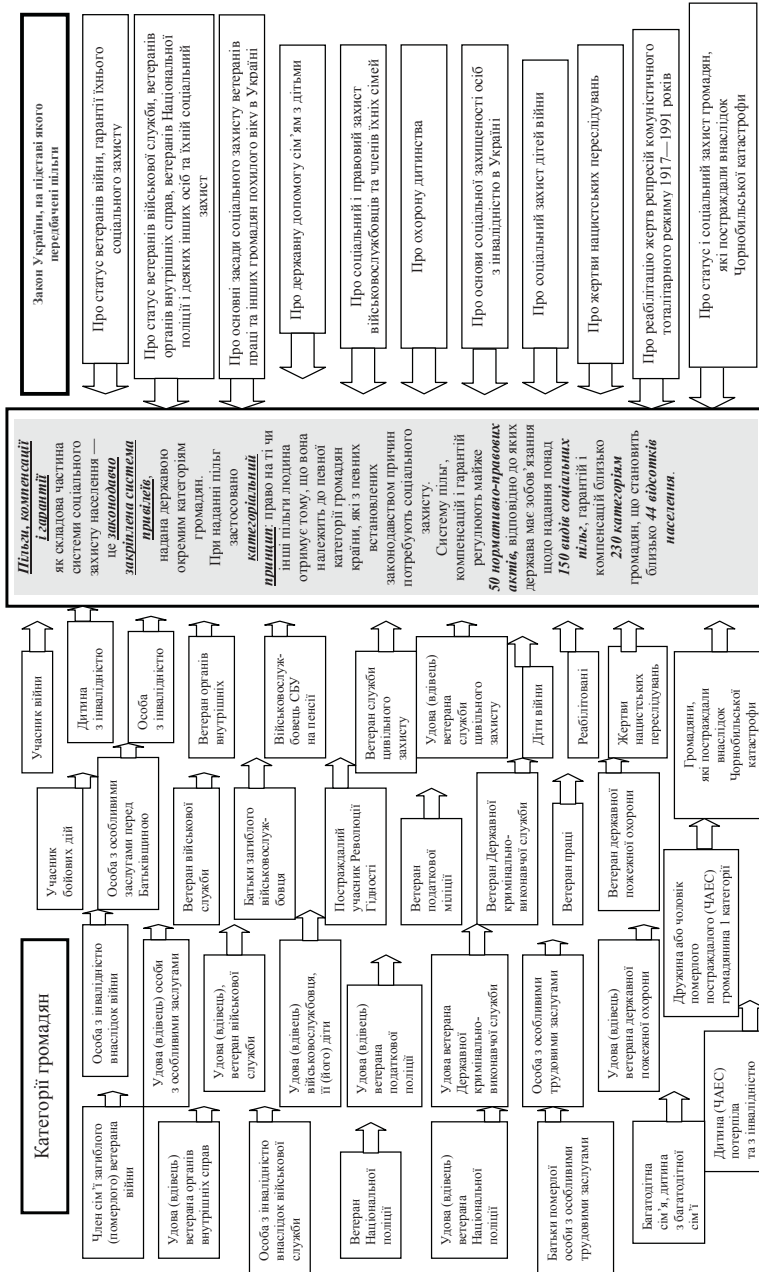 Категорії громадян
Член сім’ї загиблого
(померлого) ветерана
війни
Удова (вдівець)
ветерана органів
внутрішніх справ
Особа з інвалідністю
внаслідок військової
служби
Ветеран
Національної
поліції
Удова (вдівець)
ветерана
Національної
поліції
Батьки померлої
особи з особливими
трудовими заслугами
Багатодітна
сім’я, дитина
з багатодітної
сім’ї
Дитина (ЧАЕС)
потерпіла
та з інвалідністю
Особа з інвалідністю
внаслідок війни
Удова (вдівець) особи
з особливими заслугами
Удова (вдівець),
ветеран військової
служби
Удова (вдівець)
військовослужбовця,
її (його) діти
Удова (вдівець)
ветерана
податкової
поліції
Удова ветерана
Державної
кримінально-
виконавчої служби
Особа з особливими
трудовими заслугами
Удова (вдівець)
ветерана державної
пожежної охорони
Дружина або чоловік
померлого
постраждалого (ЧАЕС)
громадянина 1 категорії
Учасник
бойових дій
Особа з особливими
заслугами перед
Батьківщиною
Ветеран військової
служби
Батьки загиблого
військовослуж-
бовця
Постраждалий
учасник Революції
Гідності
Ветеран
податкової
міліції
Ветеран Державної
кримінально-
виконавчої служби
Ветеран праці
Ветеран державної
пожежної охорони
Учасник війни
Дитина
з інвалідністю
Особа
з інвалідністю
Ветеран органів
внутрішніх
Військовослуж-
бовець СБУ
на пенсії
Ветеран служби
цивільного
захисту
Удова (вдівець)
ветерана
служби
цивільного
захисту
Діти війни
Реабілітовані
Жертви
нацистських
переслідувань
Громадяни,
які постраждали
внаслідок
Чорнобильської
катастрофи
Пільги, компенсації
і гарантії
як складова частина
системи соціального
захисту населення —
це законодавчо
закріплена система
привілеїв,
надана державою
окремим категоріям
громадян.
При наданні пільг
застосовано
категоріальний
принцип: право на ті чи
інші пільги людина
отримує тому, що вона
належить до певної
категорії громадян
країни, які з певних
встановлених
законодавством причин
потребують соціального
захисту.
Систему пільг,
компенсацій і гарантій
регулюють майже
50 нормативно-правових
актів, відповідно до яких
держава має зобов’язання
щодо надання понад
150 видів соціальних
пільг, гарантій і
компенсацій близько
230 категоріям
громадян, що становить
близько 44 відсотків
населення.
Закон України, на підставі якого
передбачені пільги
Про статус ветеранів війни, гарантії їхнього
соціального захисту
Про статус ветеранів військової служби, ветеранів
органів внутрішніх справ, ветеранів Національної
поліції і деяких інших осіб та їхній соціальний
захист
Про основні засади соціального захисту ветеранів
праці та інших громадян похилого віку в Україні
Про державну допомогу сім’ям з дітьми
Про соціальний і правовий захист
військовослужбовців та членів їхніх сімей
Про охорону дитинства
Про основи соціальної захищеності осіб
з інвалідністю в Україні
Про соціальний захист дітей війни
Про жертви нацистських переслідувань
Про реабілітацію жертв репресій комуністичного
тоталітарного режиму 1917—1991 років
Про статус і соціальний захист громадян,
які постраждали внаслідок
Чорнобильської катастрофи